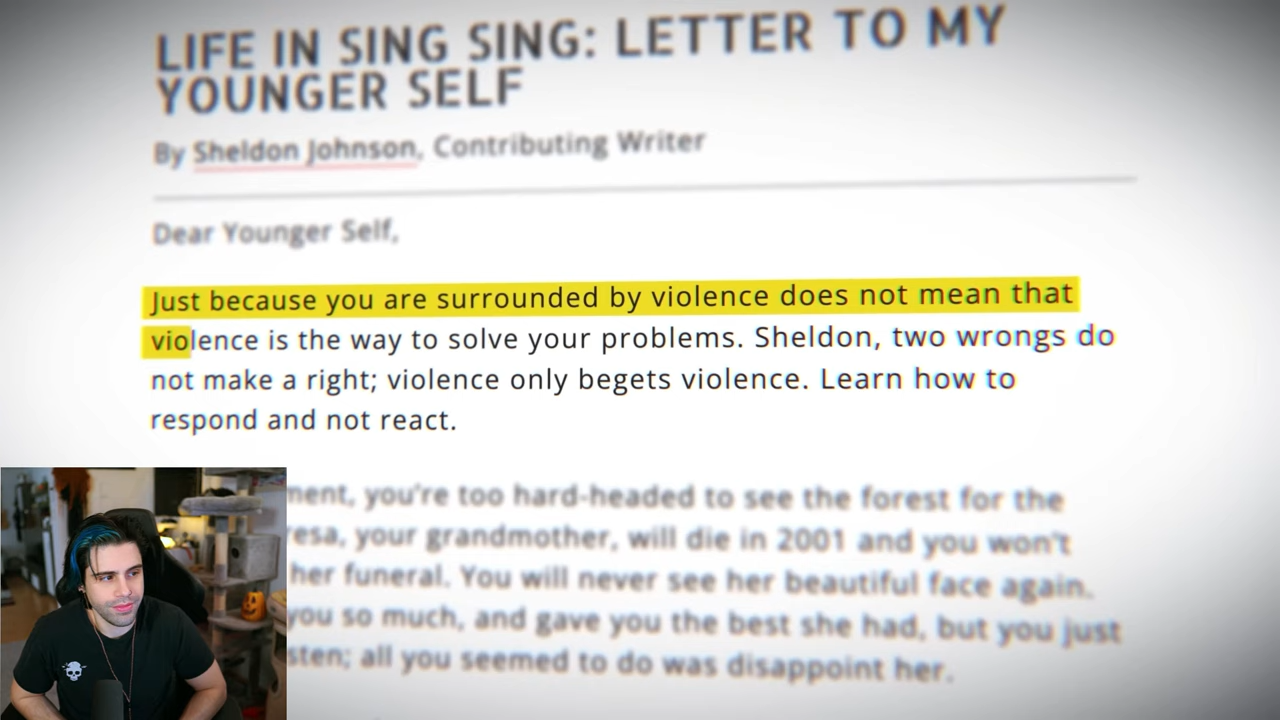 LIFE IN SING SING: LETTER TO MY
YOUNGER SELF
By Sheldon Johnson, Contributing Writer
Dear Younger Self,
Just because you are surrounded by violence does not mean that
violence is the way to solve your problems. Sheldon, two wrongs do
not make a right; violence only begets violence. Learn how to
respond and not react.
you're too hard-headed to see the forest for the
your grandmother, will die in 2001 and you won't
her funeral. You will never see her beautiful face again.
you so much, and gave you the best she had, but you just
all you seemed to do was disappoint her.